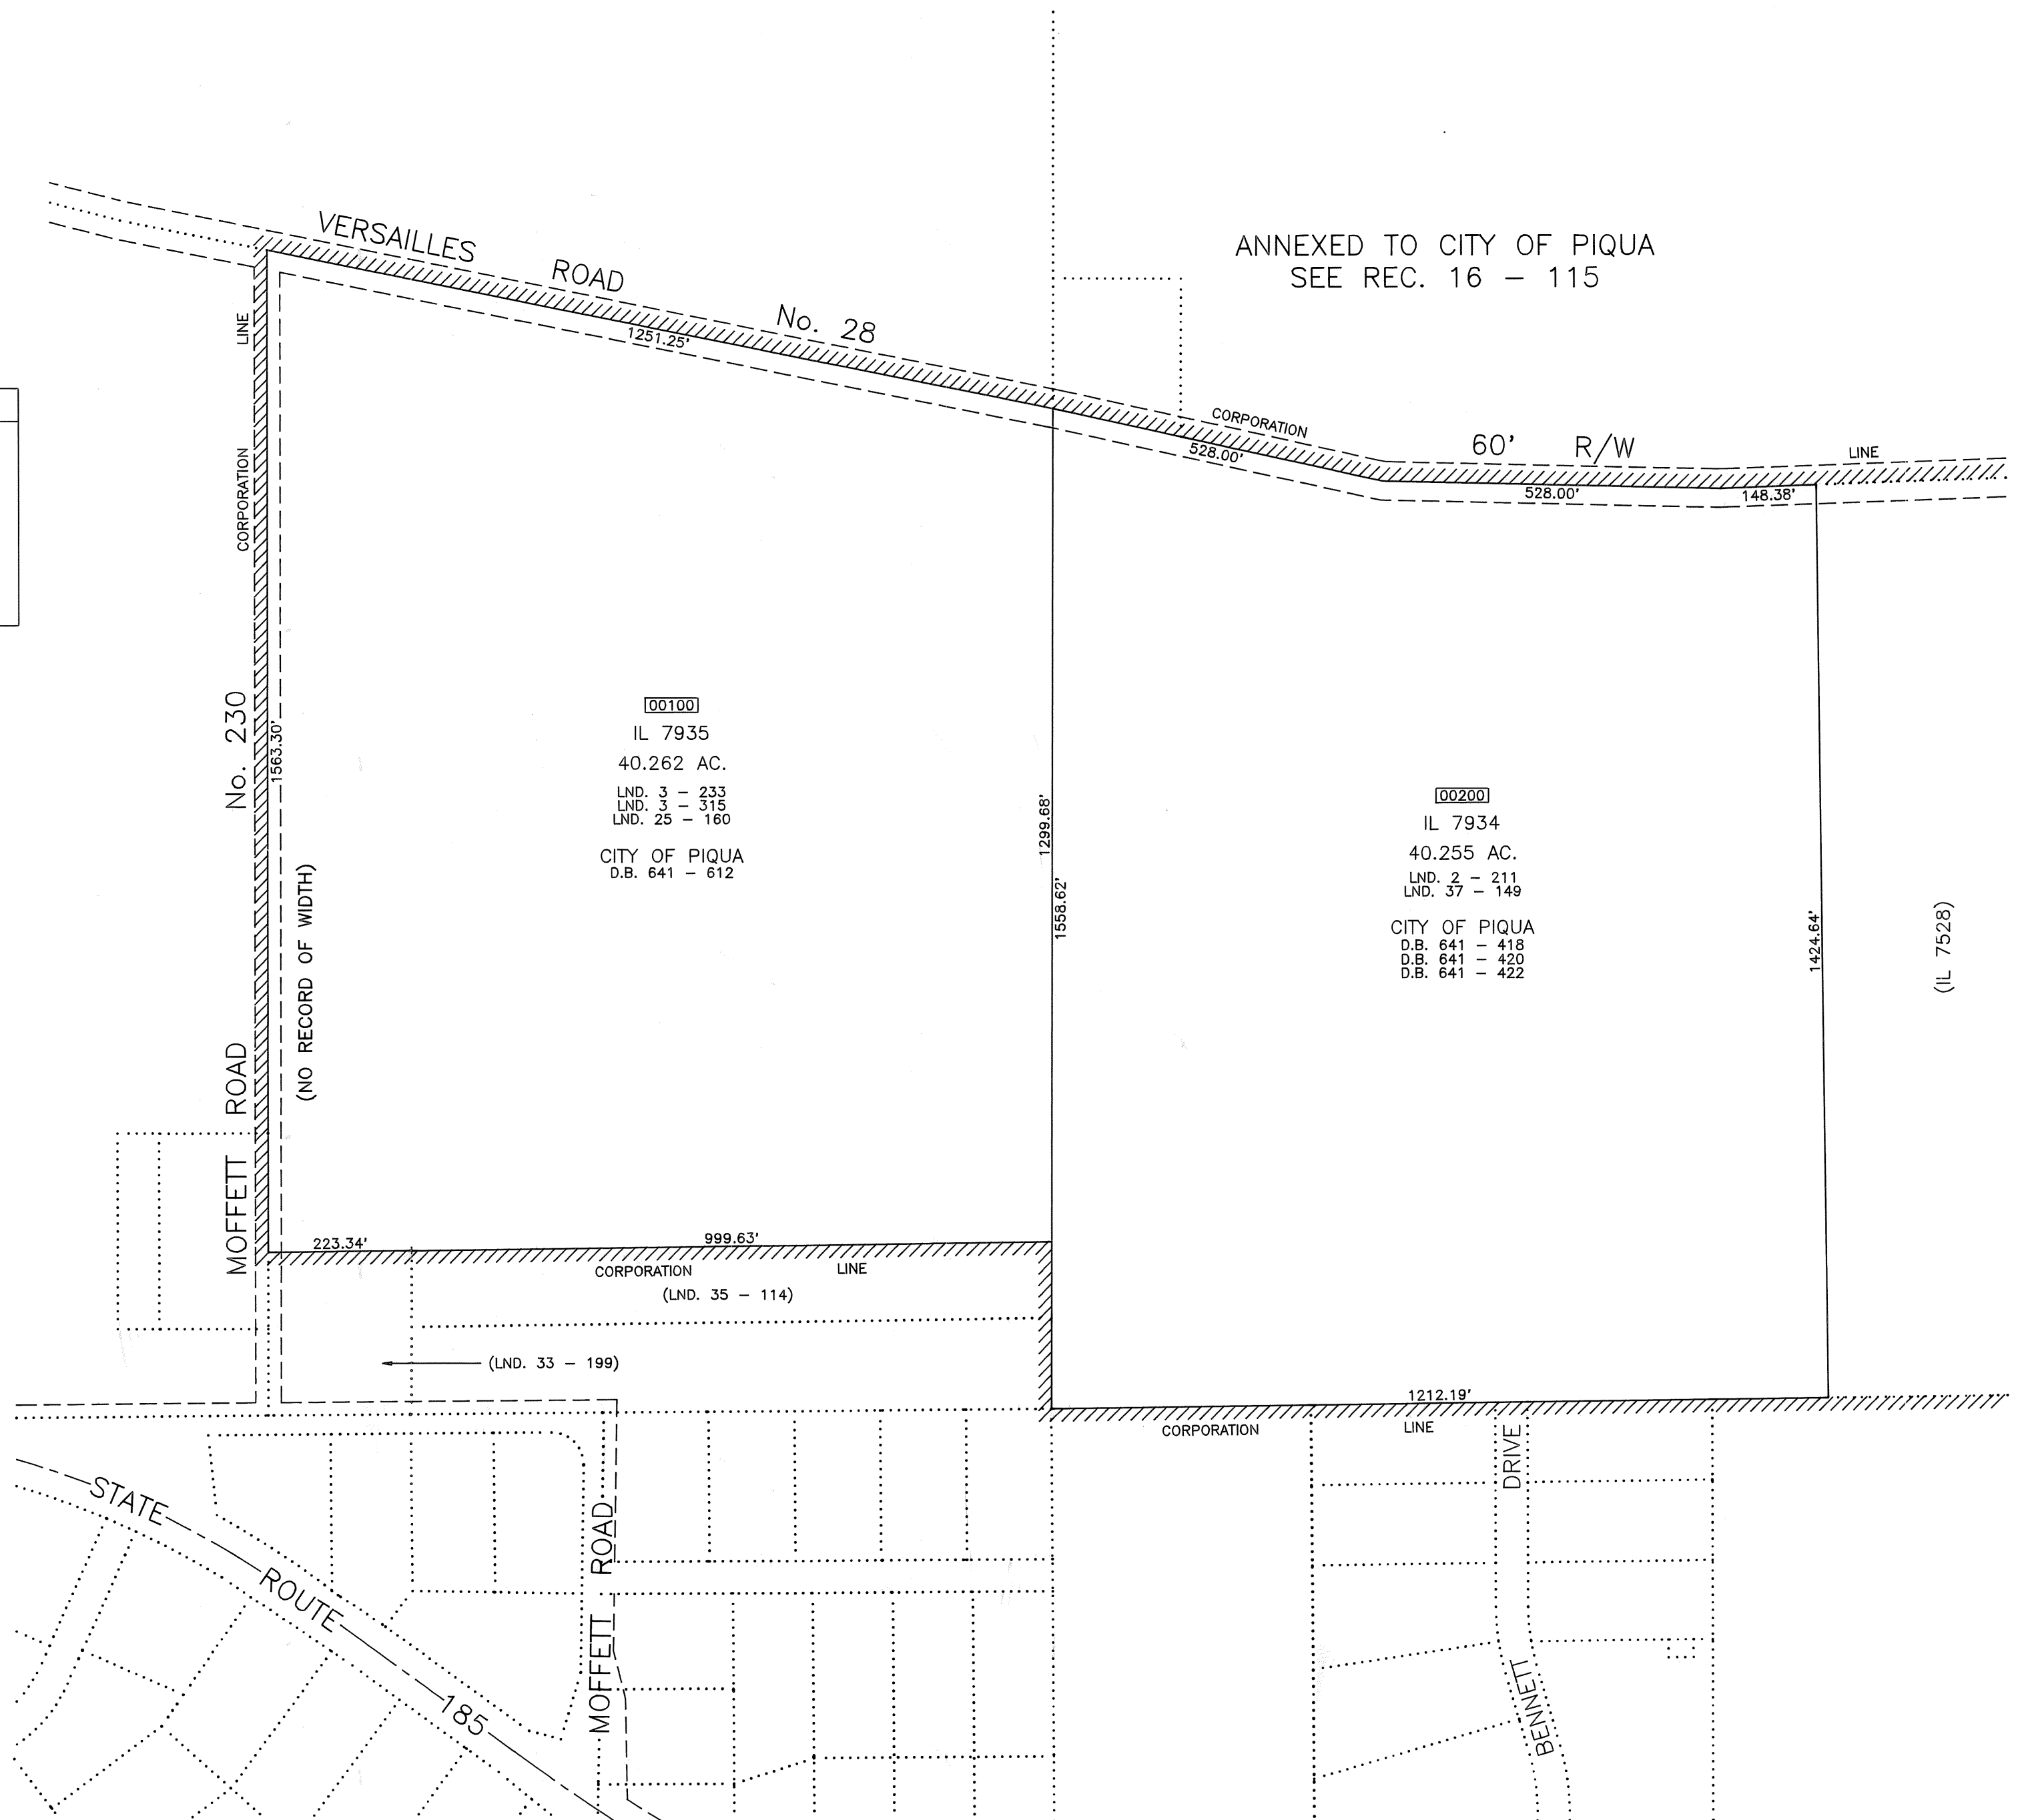 ANNEXED TO CITY OF PIQUA
SEE REC. 16 – 115
VERSAILLES ROAD No. 28
1251.25'
CORPORATION
528.00'
60' R/W
LINE
528.00'
148.38'
LINE
CORPORATION
No. 230
1563.30'
(NO RECORD OF WIDTH)
MOFFETT ROAD
00100
IL 7935
40.262 AC.
LND. 3 – 233
LND. 3 – 315
LND. 25 – 160
CITY OF PIQUA
D.B. 641 – 612
1299.68'
1558.62'
00200
IL 7934
40.255 AC.
LND. 2 – 211
LND. 37 – 149
CITY OF PIQUA
D.B. 641 – 418
D.B. 641 – 420
D.B. 641 – 422
1424.64'
(IL 7528)
223.34'
999.63'
CORPORATION LINE
(LND. 35 – 114)
(LND. 33 – 199)
1212.19'
CORPORATION LINE
STATE ROUTE 185
MOFFETT ROAD
BENNETT DRIVE